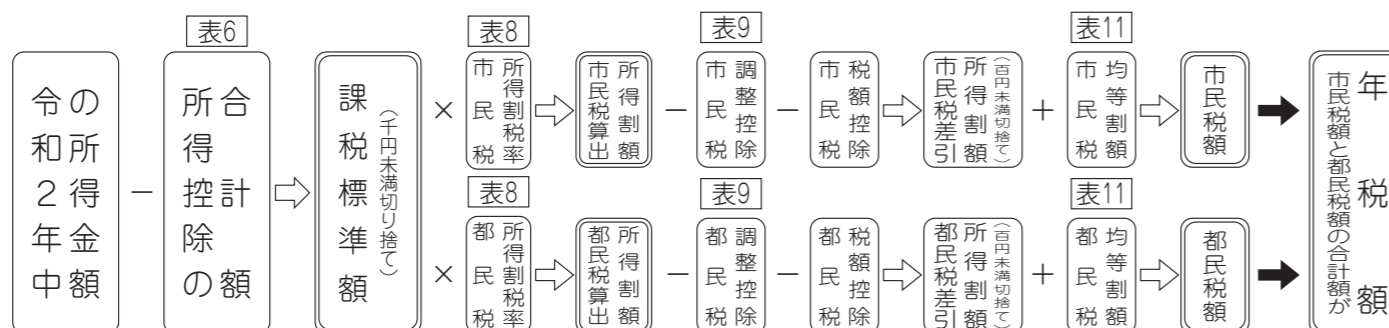 令和２年中の所得金額
－
表6
所得控除の合計額
⇨
課税標準額（千円未満切り捨て）
×
表8
市民税所得割税率
⇨
市民税算出所得割額
－
表9
市民税調整控除
－
市民税税額控除
⇨
市民税差引所得割額（百円未満切捨て）
＋
表11
市民税均等割額
⇨
市民税額
➡
×
表8
都民税所得割税率
⇨
都民税算出所得割額
－
表9
都民税調整控除
－
都民税税額控除
⇨
都民税差引所得割額（百円未満切捨て）
＋
表11
都民税均等割額
⇨
都民税額
➡
市民税額と都民税額の合計額が
年税額